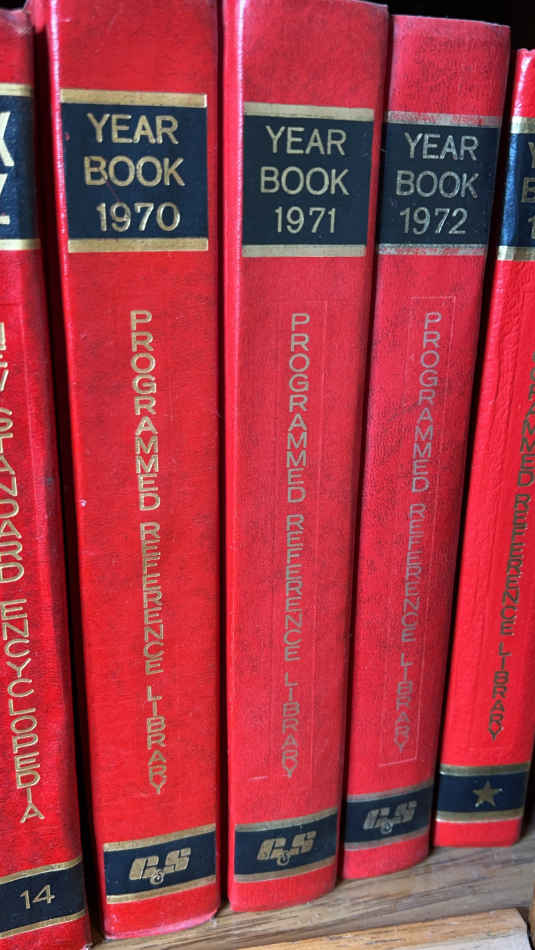 NEW STANDARD ENCYCLOPEDIA
14
YEAR
BOOK
1970
PROGRAMMED REFERENCE LIBRARY
G&S
YEAR
BOOK
1971
PROGRAMMED REFERENCE LIBRARY
G&S
YEAR
BOOK
1972
PROGRAMMED REFERENCE LIBRARY
G&S
REFERENCE LIBRARY